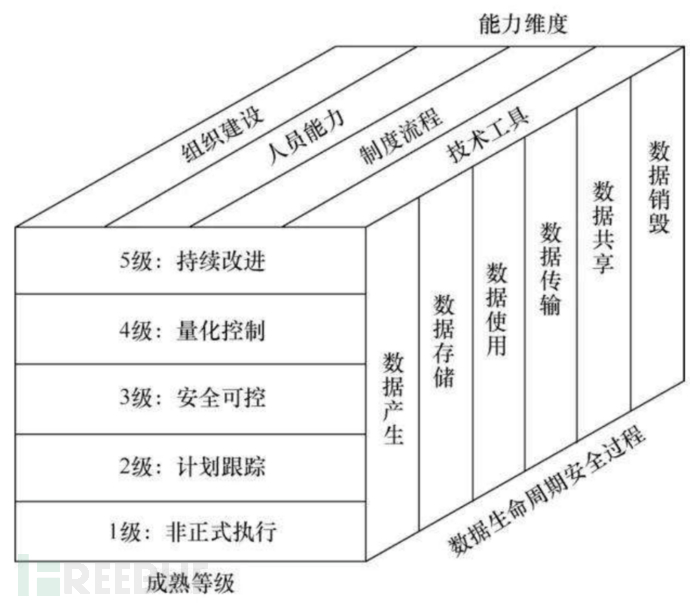 能力维度
组织建设
人员能力
制度流程
技术工具
5级：持续改进
4级：量化控制
3级：安全可控
2级：计划跟踪
1级：非正式执行
数据产生
数据存储
数据使用
数据传输
数据共享
数据销毁
数据生命周期安全过程
成熟等级
FREEBUF